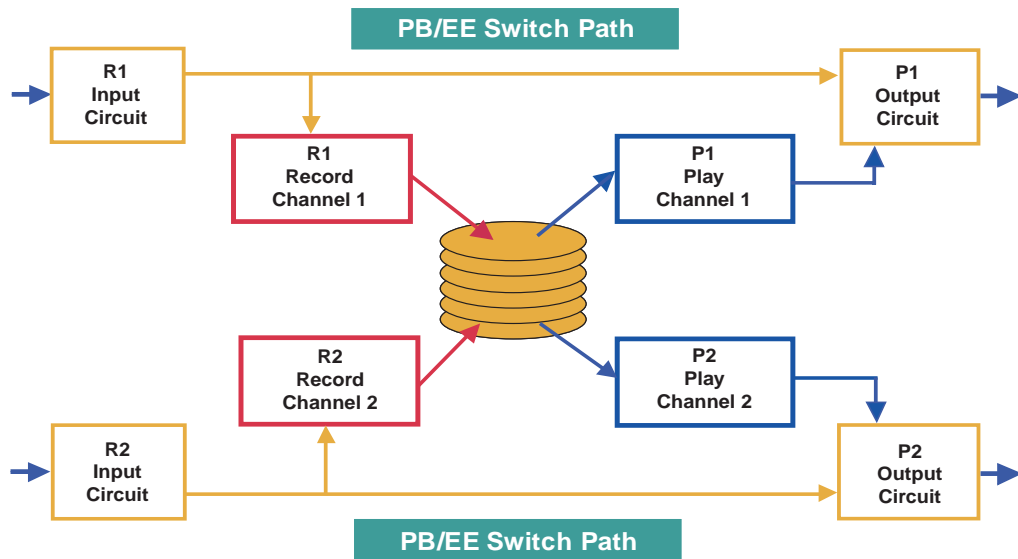 PB/EE Switch Path
R1
Input
Circuit
P1
Output
Circuit
R1
Record
Channel 1
P1
Play
Channel 1
R2
Record
Channel 2
P2
Play
Channel 2
R2
Input
Circuit
P2
Output
Circuit
PB/EE Switch Path